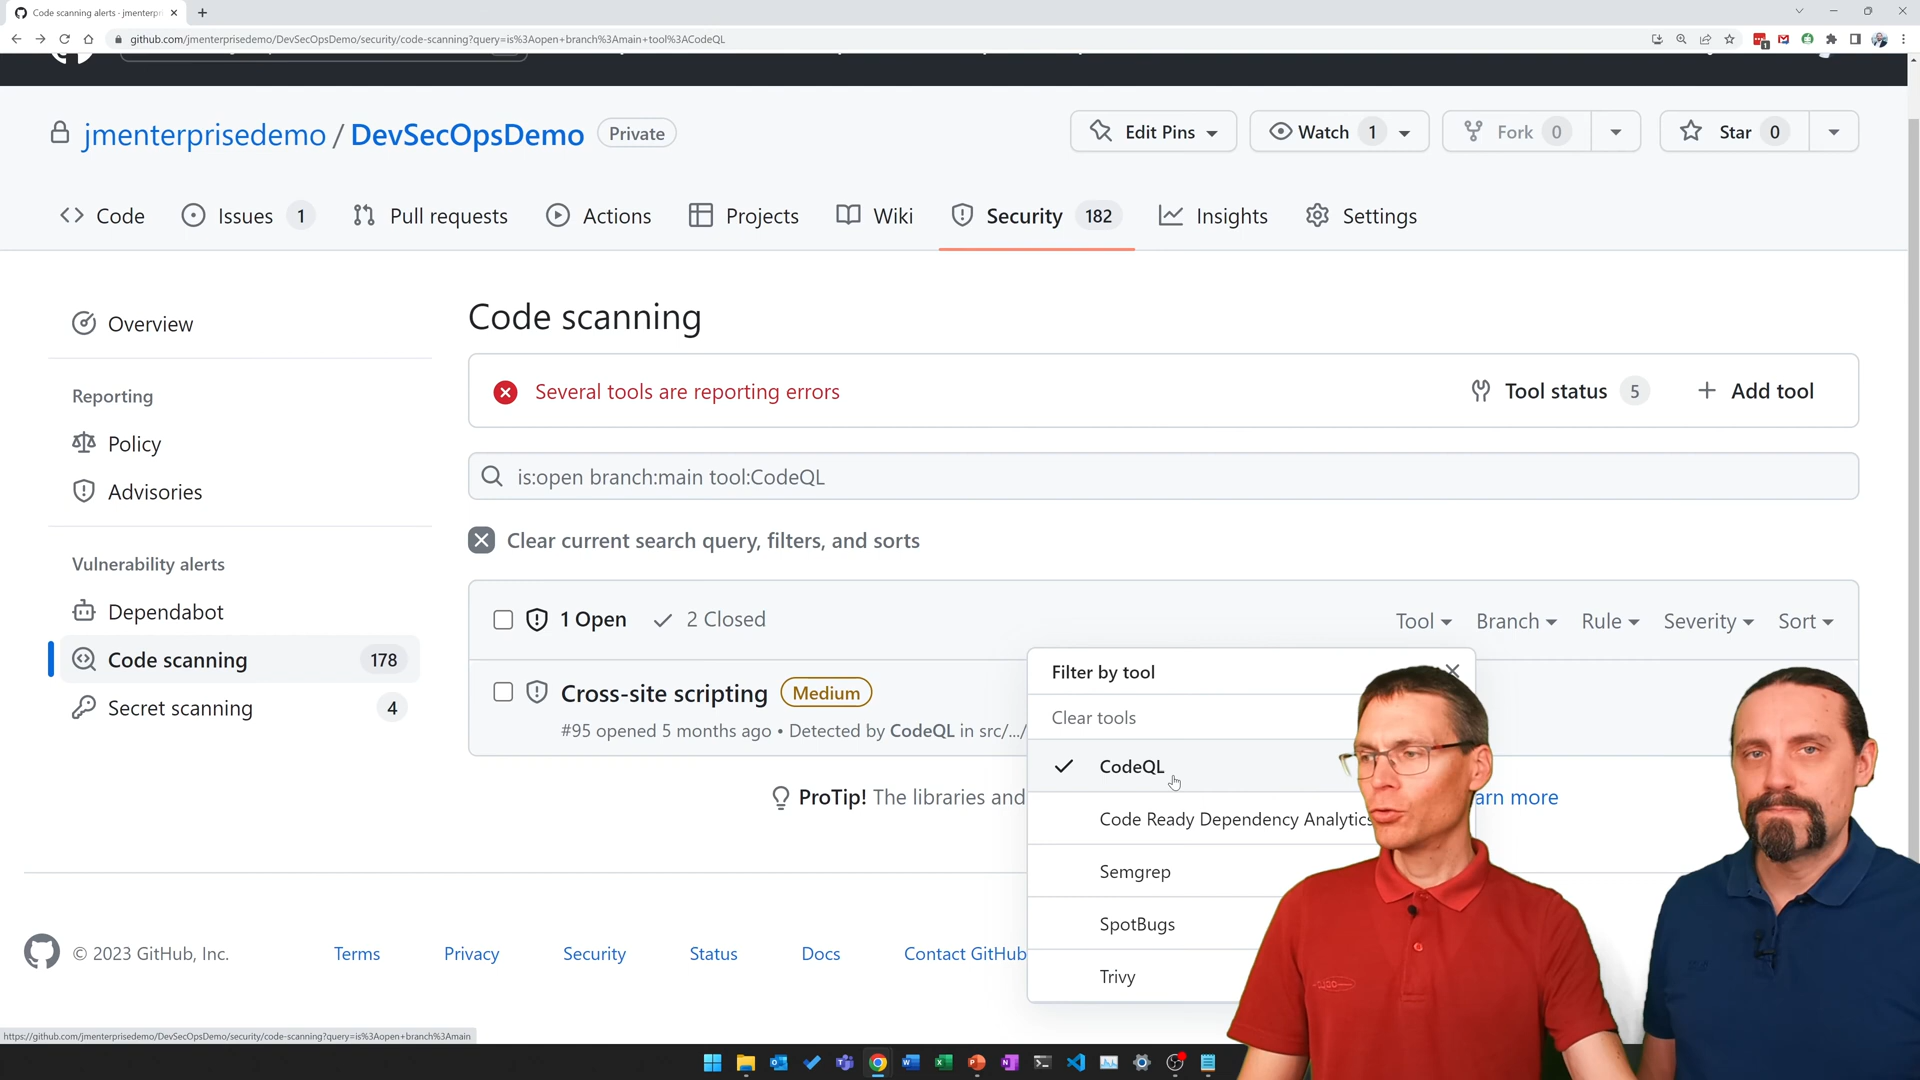 Code scanning alerts · jmenterpri
github.com/jmenterprisedemo/DevSecOpsDemo/security/code-scanning?query=is%3Aopen+branch%3Amain+tool%3ACodeQL
jmenterprisedemo / DevSecOpsDemo Private
Edit Pins Watch 1 Fork 0 Star 0
Code Issues 1 Pull requests Actions Projects Wiki Security 182 Insights Settings
Overview
Reporting
Policy
Advisories
Vulnerability alerts
Dependabot
Code scanning 178
Secret scanning 4
Code scanning
Several tools are reporting errors Tool status 5 Add tool
is:open branch:main tool:CodeQL
Clear current search query, filters, and sorts
1 Open 2 Closed Tool Branch Rule Severity Sort
Cross-site scripting Medium
#95 opened 5 months ago • Detected by CodeQL in src/.../
Filter by tool
Clear tools
CodeQL
Code Ready Dependency Analytics
Semgrep
SpotBugs
Trivy
ProTip! The libraries and arn more
© 2023 GitHub, Inc. Terms Privacy Security Status Docs Contact GitHub
https://github.com/jmenterprisedemo/DevSecOpsDemo/security/code-scanning?query=is%3Aopen+branch%3Amain